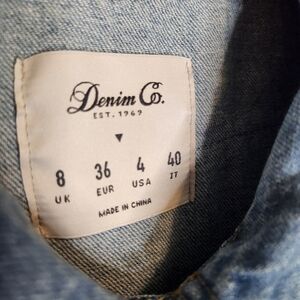 Denim Co.
EST. 1969
8 36 4 40
UK EUR USA IT
MADE IN CHINA